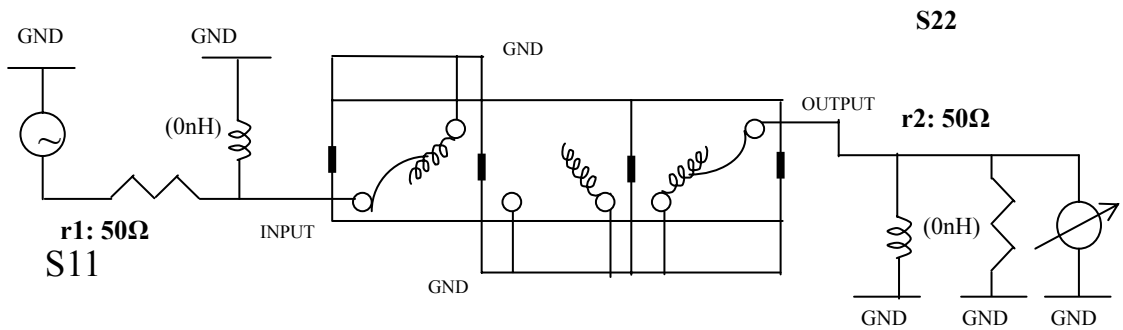 S22
GND
GND
GND
OUTPUT
r2: 50Ω
(0nH)
r1: 50Ω
INPUT
S11
(0nH)
GND
GND
GND
GND